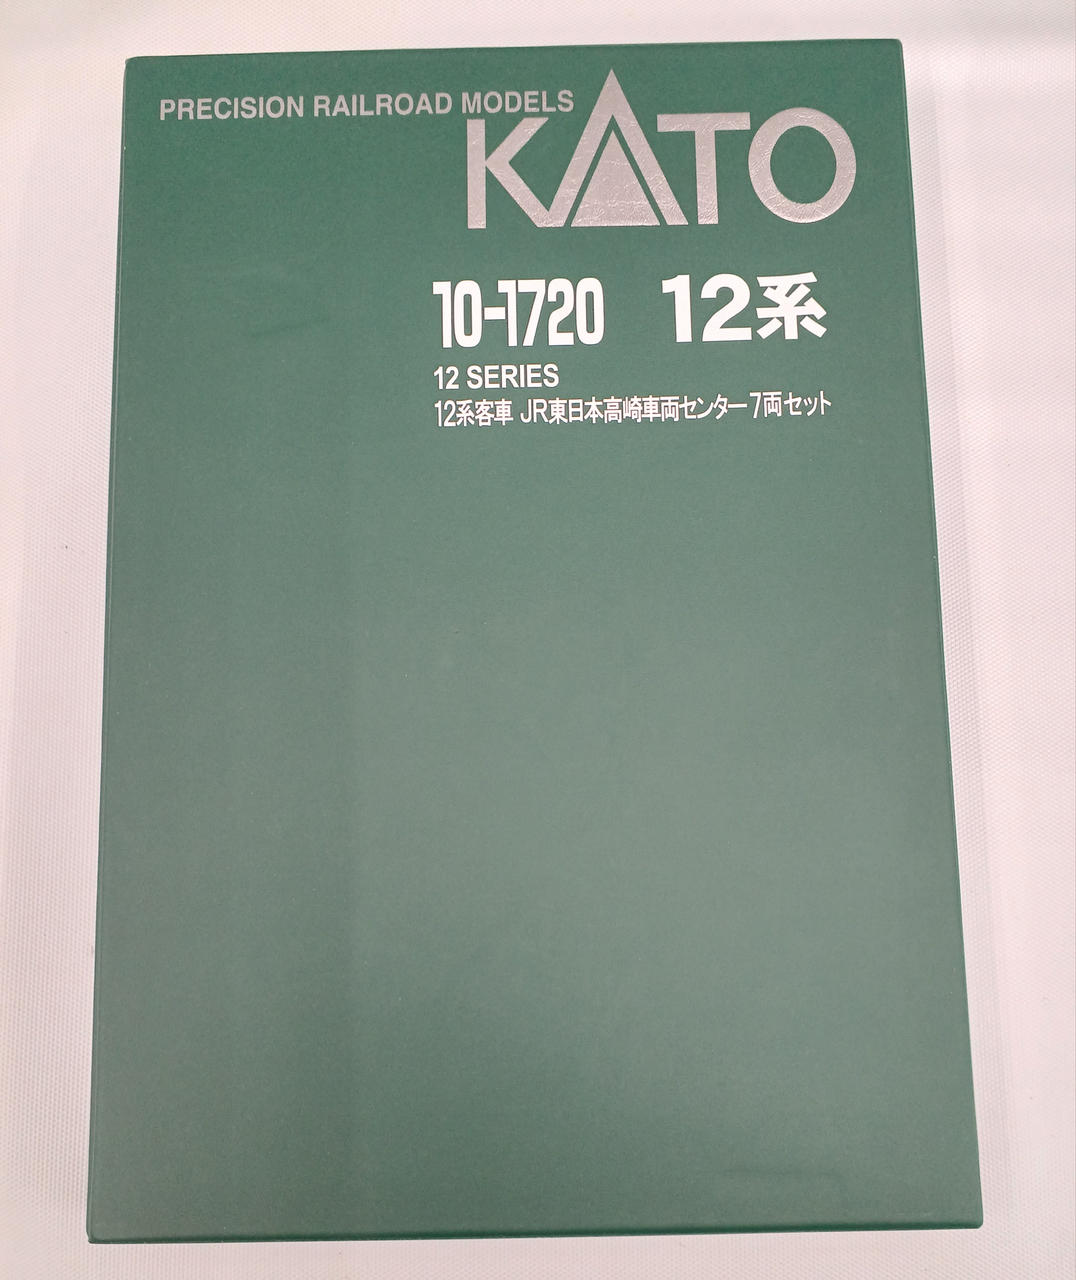 PRECISION RAILROAD MODELS
KATO
10-1720 12系
12 SERIES
12系客車 JR東日本高崎車両センター7両セット